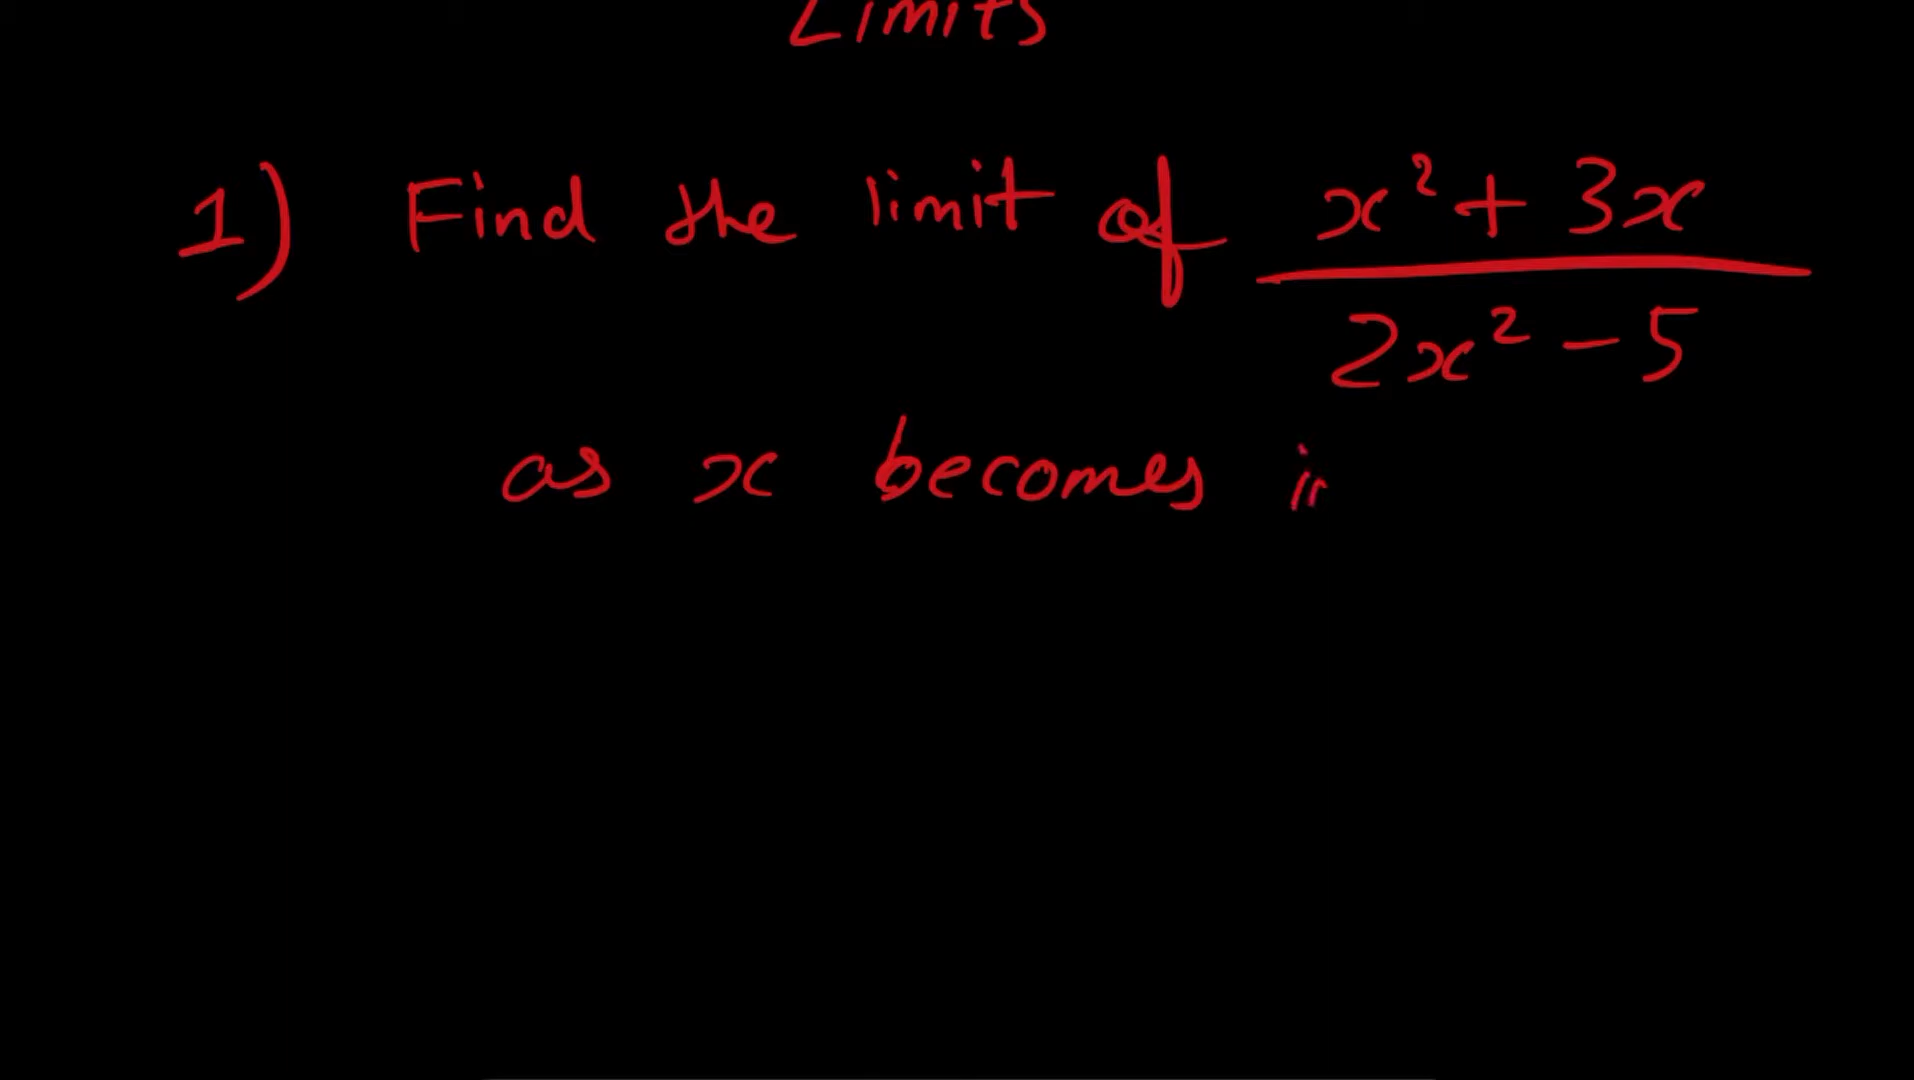 Limits
1) Find the limit of x² + 3x
2x² - 5
as x becomes